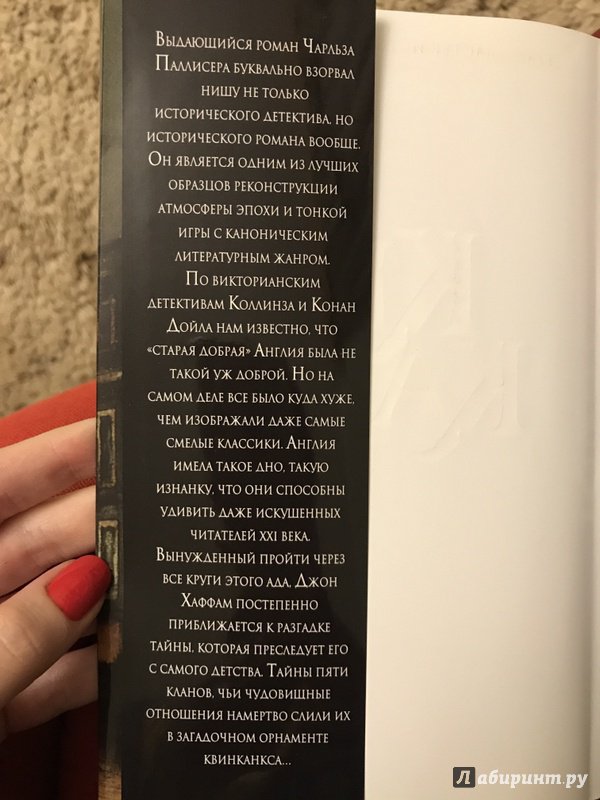 Выдающийся роман Чарльза
Паллисера буквально взорвал
нишу не только
исторического детектива, но
исторического романа вообще.
Он является одним из лучших
образцов реконструкции
атмосферы эпохи и тонкой
игры с каноническим
литературным жанром.
По викторианским
детективам Коллинза и Конан
Дойла нам известно, что
«старая добрая» Англия была не
такой уж доброй. Но на
самом деле все было куда хуже,
чем изображали даже самые
смелые классики. Англия
имела такое дно, такую
изнанку, что они способны
удивить даже искушенных
читателей XXI века.
Вынужденный пройти через
все круги этого ада, Джон
Хаффам постепенно
приближается к разгадке
тайны, которая преследует его
с самого детства. Тайны пяти
кланов, чьи чудовищные
отношения намертво слили их
в загадочном орнаменте
квинканкса...
Лабиринт.ру